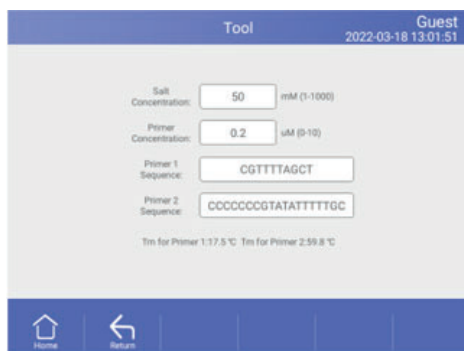 Tool
Guest
2022-03-18 13:01:51
Salt
Concentration:
50 mM (1-1000)
Primer
Concentration:
0.2 uM (0-10)
Primer 1
Sequence:
CGTTTTAGCT
Primer 2
Sequence:
CCCCCCCGTATATTTTTGC
Tm for Primer 1:17.5 ℃ Tm for Primer 2:59.8 ℃
Home
Return